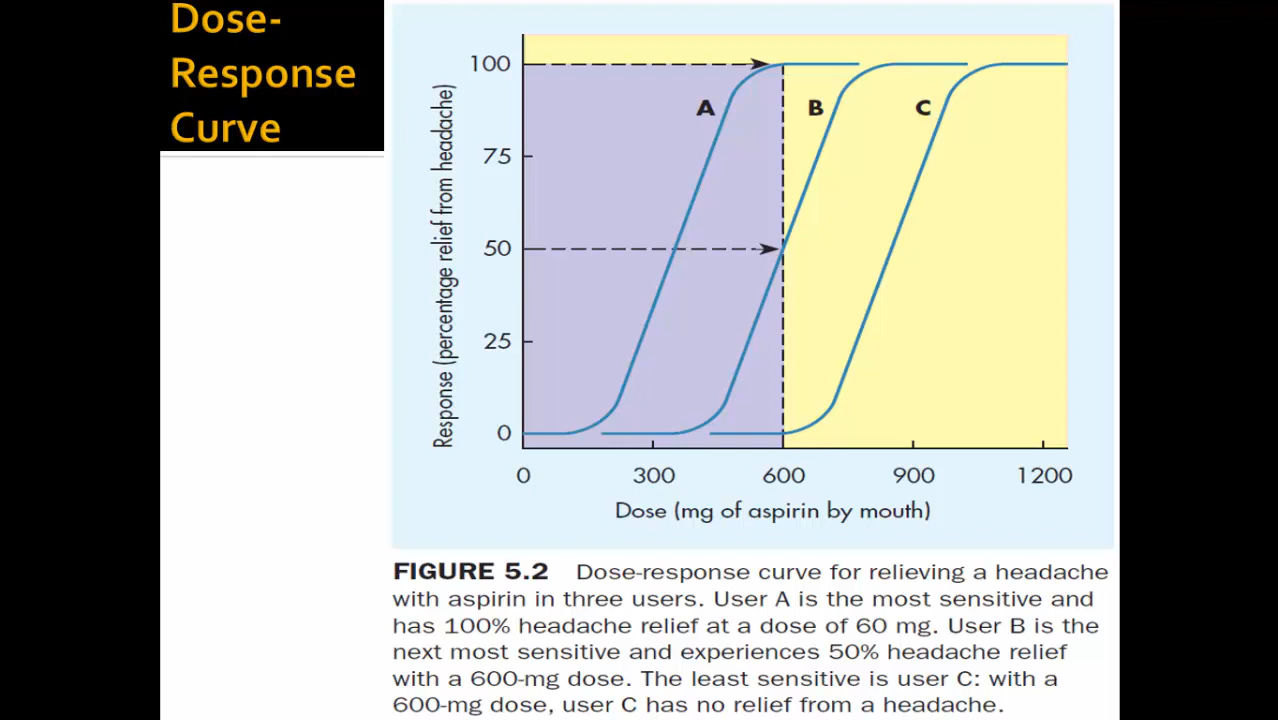 Dose-
Response
Curve
Response (percentage relief from headache)
100
75
50
25
0
A
B
C
0 300 600 900 1200
Dose (mg of aspirin by mouth)
FIGURE 5.2 Dose-response curve for relieving a headache
with aspirin in three users. User A is the most sensitive and
has 100% headache relief at a dose of 60 mg. User B is the
next most sensitive and experiences 50% headache relief
with a 600-mg dose. The least sensitive is user C: with a
600-mg dose, user C has no relief from a headache.